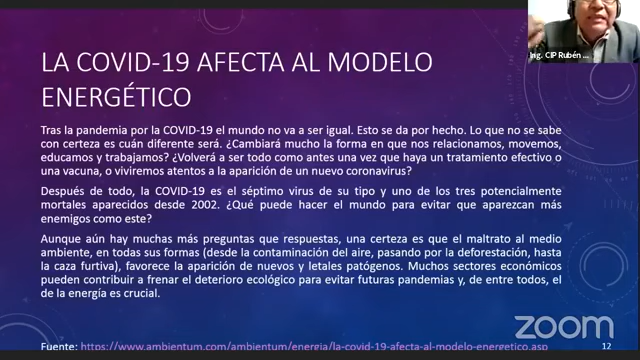 LA COVID-19 AFECTA AL MODELO
ENERGÉTICO
Ing. CIP Rubén ...
Tras la pandemia por la COVID-19 el mundo no va a ser igual. Esto se da por hecho. Lo que no se sabe
con certeza es cuán diferente será. ¿Cambiará mucho la forma en que nos relacionamos, movemos,
educamos y trabajamos? ¿Volverá a ser todo como antes una vez que haya un tratamiento efectivo o
una vacuna, o viviremos atentos a la aparición de un nuevo coronavirus?
Después de todo, la COVID-19 es el séptimo virus de su tipo y uno de los tres potencialmente
mortales aparecidos desde 2002. ¿Qué puede hacer el mundo para evitar que aparezcan más
enemigos como este?
Aunque aún hay muchas más preguntas que respuestas, una certeza es que el maltrato al medio
ambiente, en todas sus formas (desde la contaminación del aire, pasando por la deforestación, hasta
la caza furtiva), favorece la aparición de nuevos y letales patógenos. Muchos sectores económicos
pueden contribuir a frenar el deterioro ecológico para evitar futuras pandemias y, de entre todos, el
de la energía es crucial.
zoom
Fuente: https://www.ambientum.com/ambientum/energia/la-covid-19-afecta-al-modelo-energetico.asp
12